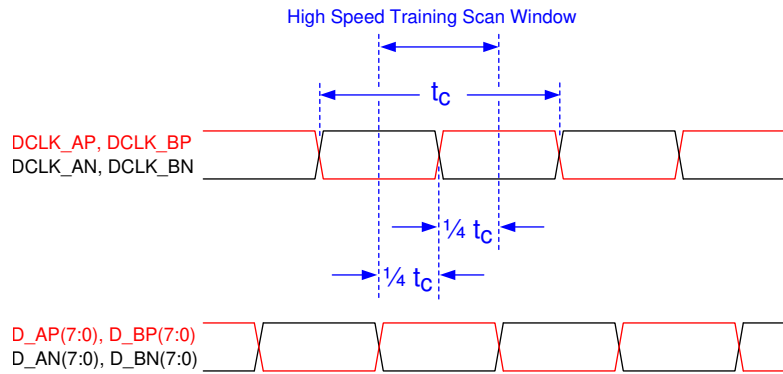 High Speed Training Scan Window
tc
DCLK_AP, DCLK_BP
DCLK_AN, DCLK_BN
¼ tc
¼ tc
D_AP(7:0), D_BP(7:0)
D_AN(7:0), D_BN(7:0)